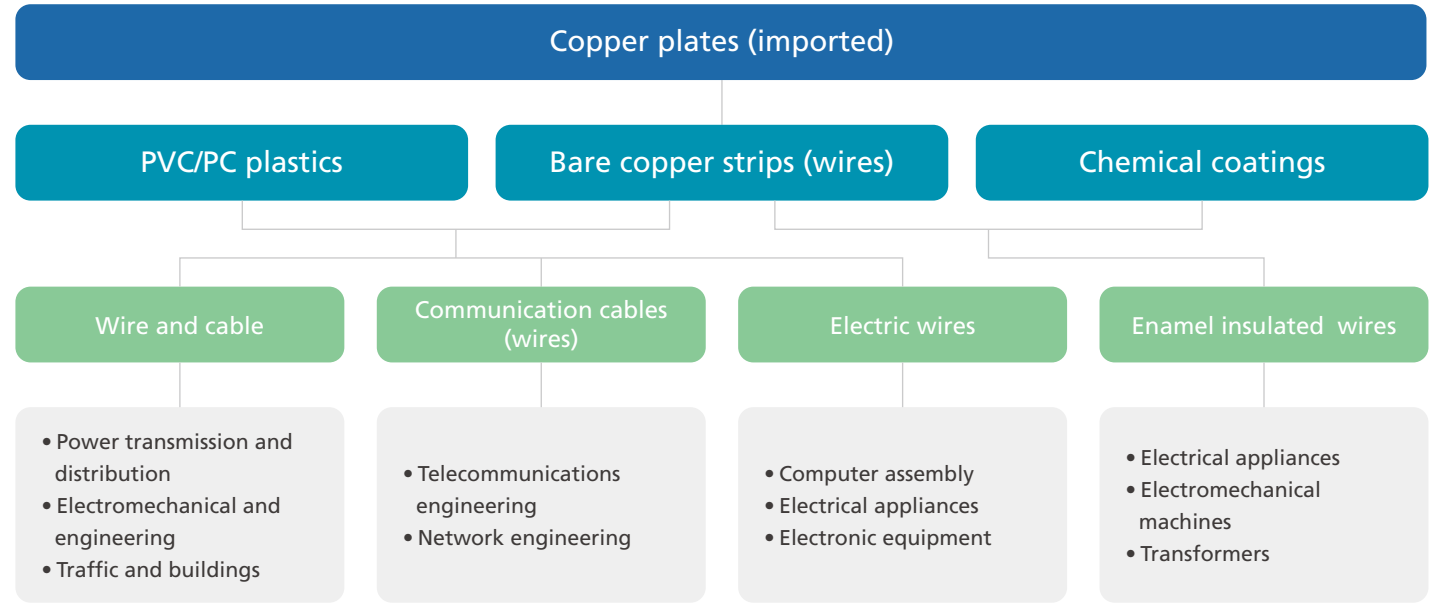 Copper plates (imported)
PVC/PC plastics
Bare copper strips (wires)
Chemical coatings
Wire and cable
Communication cables
(wires)
Electric wires
Enamel insulated  wires
• Power transmission and
distribution
• Electromechanical and
engineering
• Traffic and buildings
• Telecommunications
engineering
• Network engineering
• Computer assembly
• Electrical appliances
• Electronic equipment
• Electrical appliances
• Electromechanical
machines
• Transformers